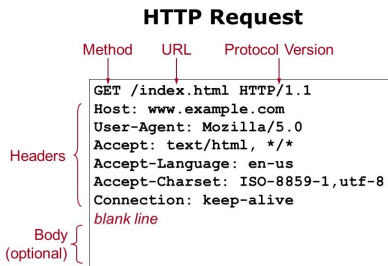 HTTP Request
Method URL Protocol Version
GET /index.html HTTP/1.1
Host: www.example.com
User-Agent: Mozilla/5.0
Headers
Accept: text/html, */*
Accept-Language: en-us
Accept-Charset: ISO-8859-1,utf-8
Connection: keep-alive
blank line
Body
(optional)